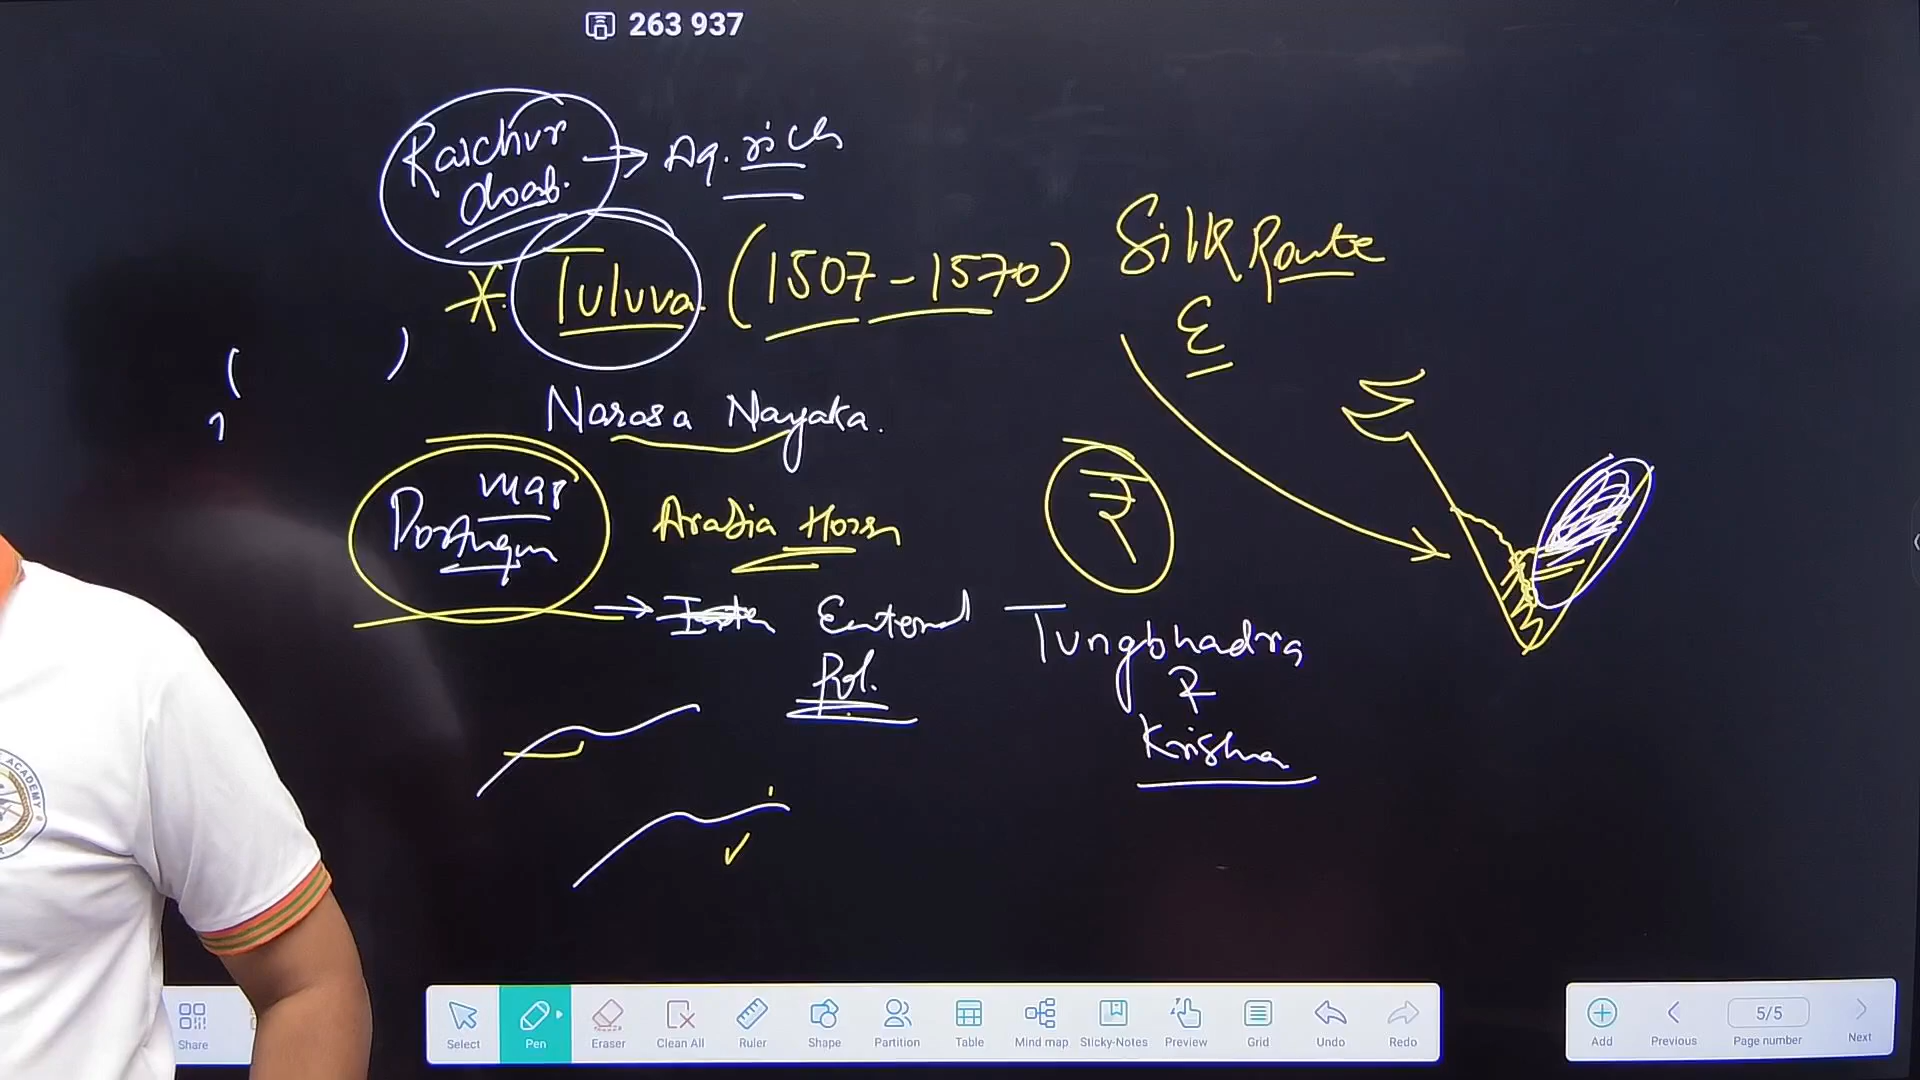 263 937
Raichur
doab.
→ Ag. rich
* Tuluva. (1507-1570)
Silk Route
Narasa Nayaka.
Arabia Horse
₹
→ External
Pol.
Tungbhadra
Krishna
ACADEMY
Share
Select
Pen
Eraser
Clean All
Ruler
Shape
Partition
Table
Mind map
Sticky-Notes
Preview
Grid
Undo
Redo
Add
Previous
5/5
Page number
Next